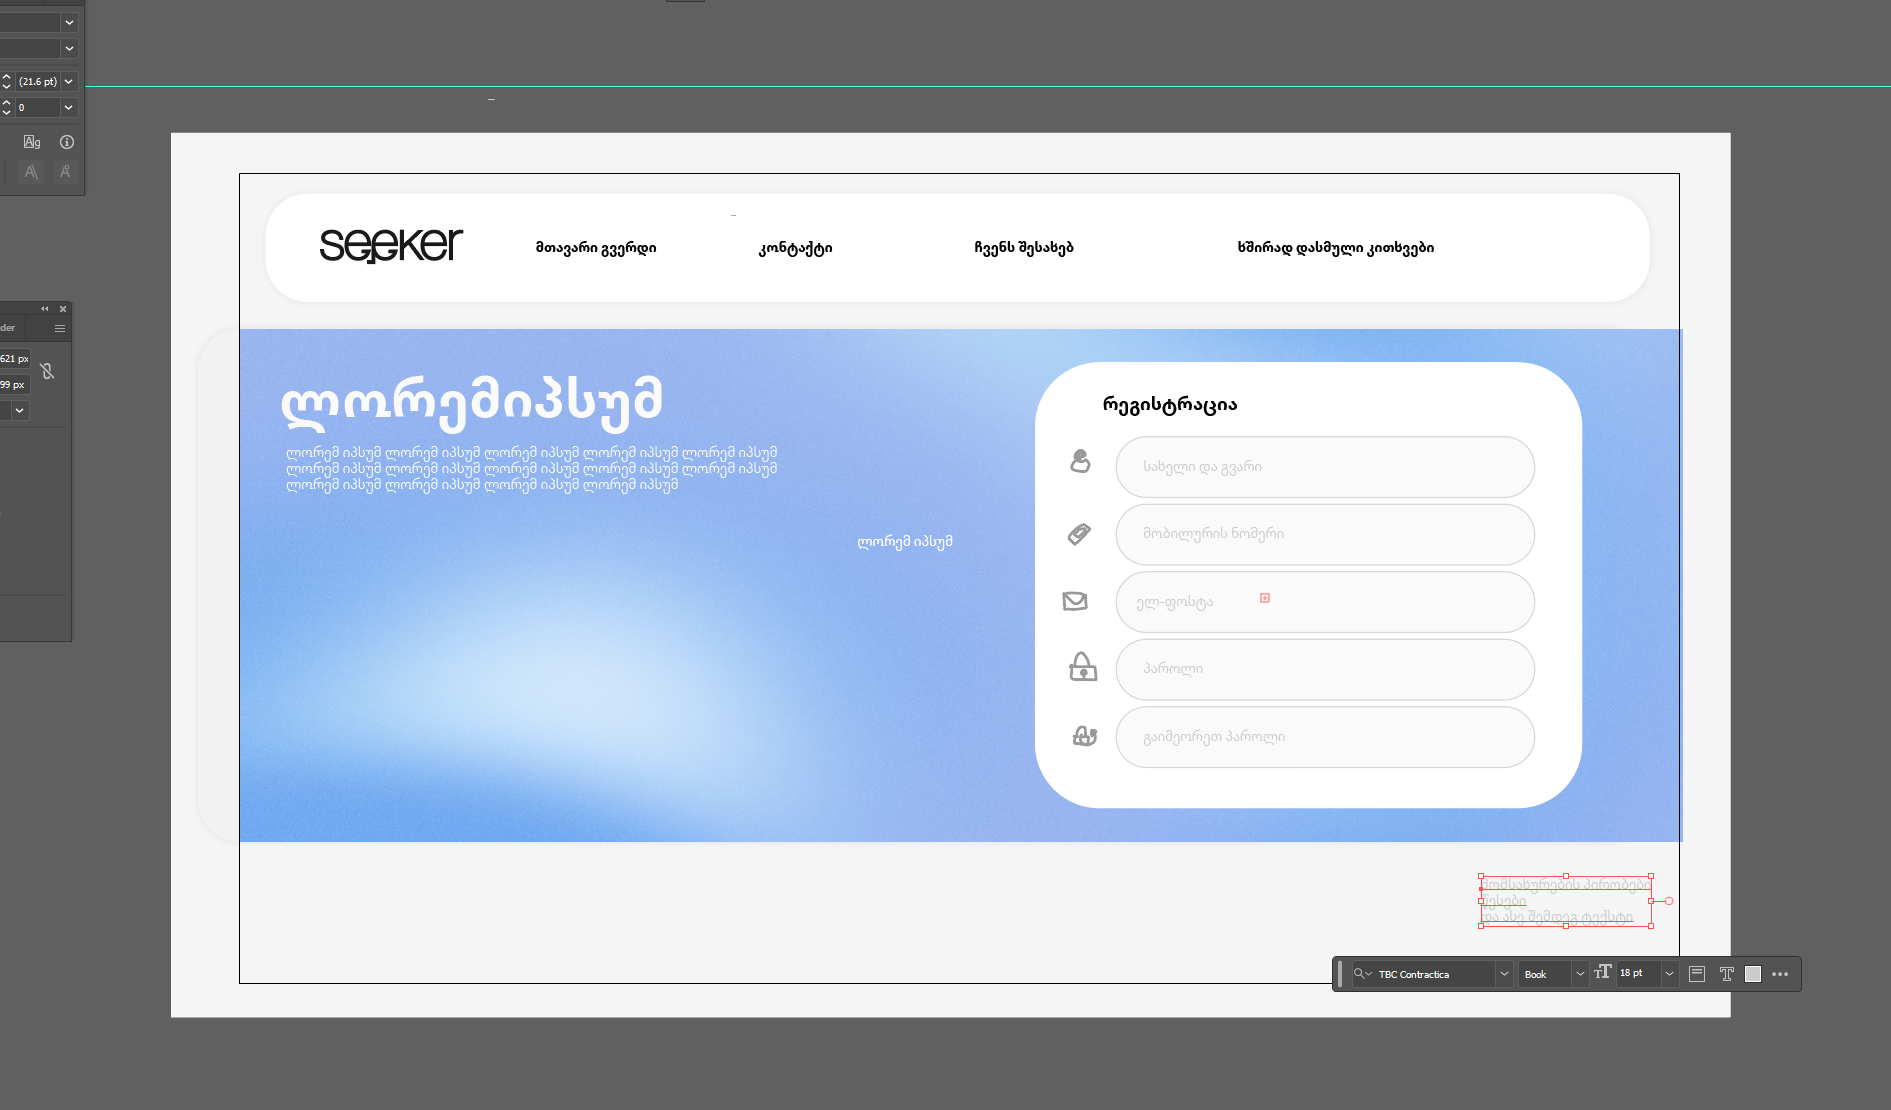 (21.6 pt)
0
der
621 px
99 px
seeker
მთავარი გვერდი
კონტაქტი
ჩვენს შესახებ
ხშირად დასმული კითხვები
ლორემიპსუმ
ლორემ იპსუმ ლორემ იპსუმ ლორემ იპსუმ ლორემ იპსუმ ლორემ იპსუმ
ლორემ იპსუმ ლორემ იპსუმ ლორემ იპსუმ ლორემ იპსუმ ლორემ იპსუმ
ლორემ იპსუმ ლორემ იპსუმ ლორემ იპსუმ ლორემ იპსუმ
ლორემ იპსუმ
რეგისტრაცია
სახელი და გვარი
მობილურის ნომერი
ელ-ფოსტა
პაროლი
გაიმეორეთ პაროლი
მომსახურების პირობები
წესები
და ასე შემდეგ ტექსტი
TBC Contractica
Book
18 pt